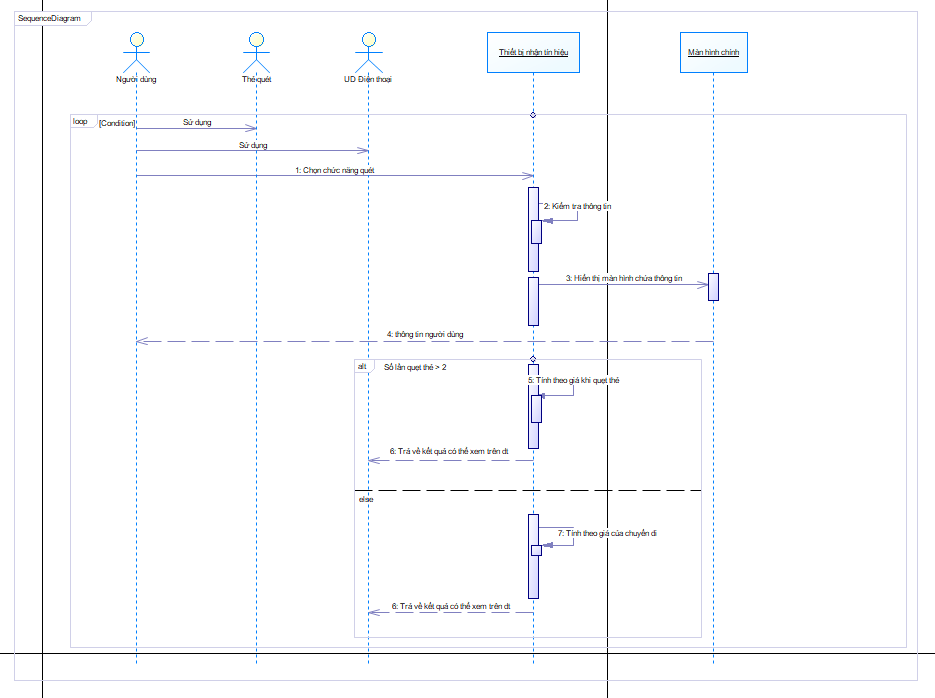 SequenceDiagram
Người dùng
Thẻ quét
UD Điện thoại
Thiết bị nhận tín hiệu
Màn hình chính
loop
[Condition]
Sử dụng
Sử dụng
1: Chọn chức năng quét
2: Kiểm tra thông tin
3: Hiển thị màn hình chứa thông tin
4: thông tin người dùng
alt
Số lần quẹt thẻ > 2
5: Tính theo giá khi quẹt thẻ
6: Trả về kết quả có thể xem trên dt
else
7: Tính theo giá của chuyến đi
6: Trả về kết quả có thể xem trên dt